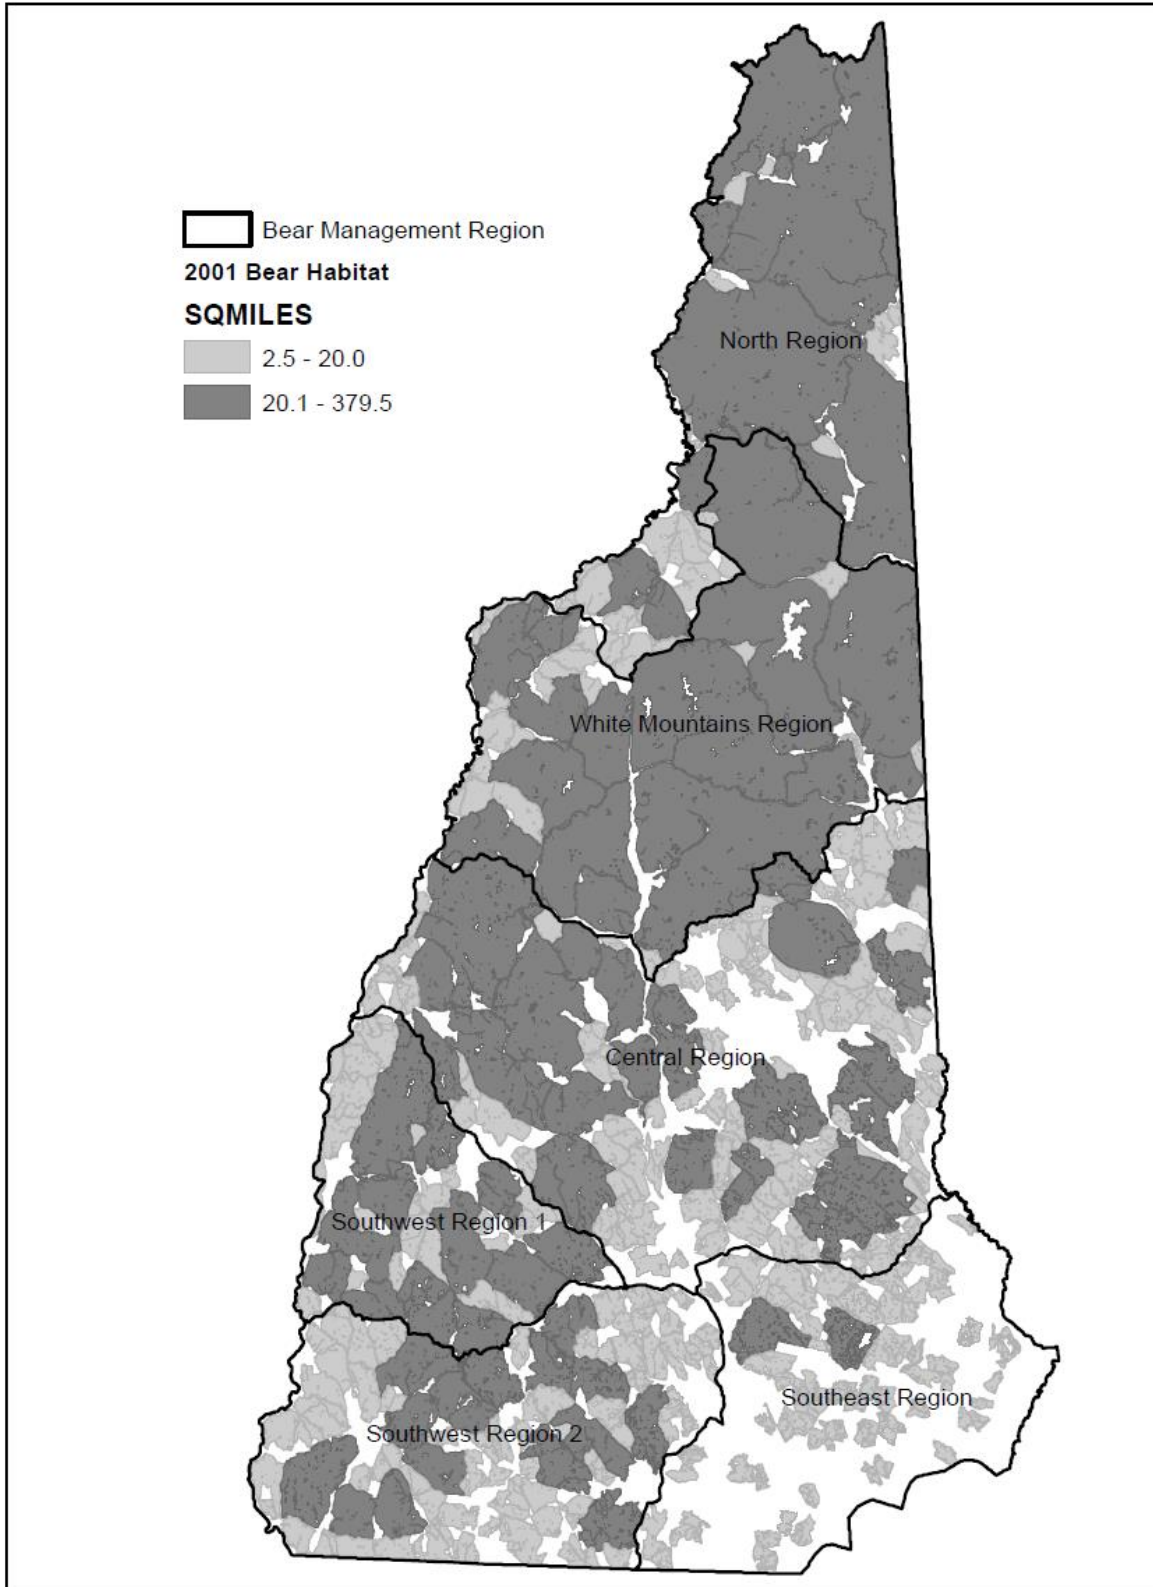 Bear Management Region
2001 Bear Habitat
SQMILES
2.5 - 20.0
20.1 - 379.5
North Region
White Mountains Region
Central Region
Southwest Region 1
Southeast Region
Southwest Region 2